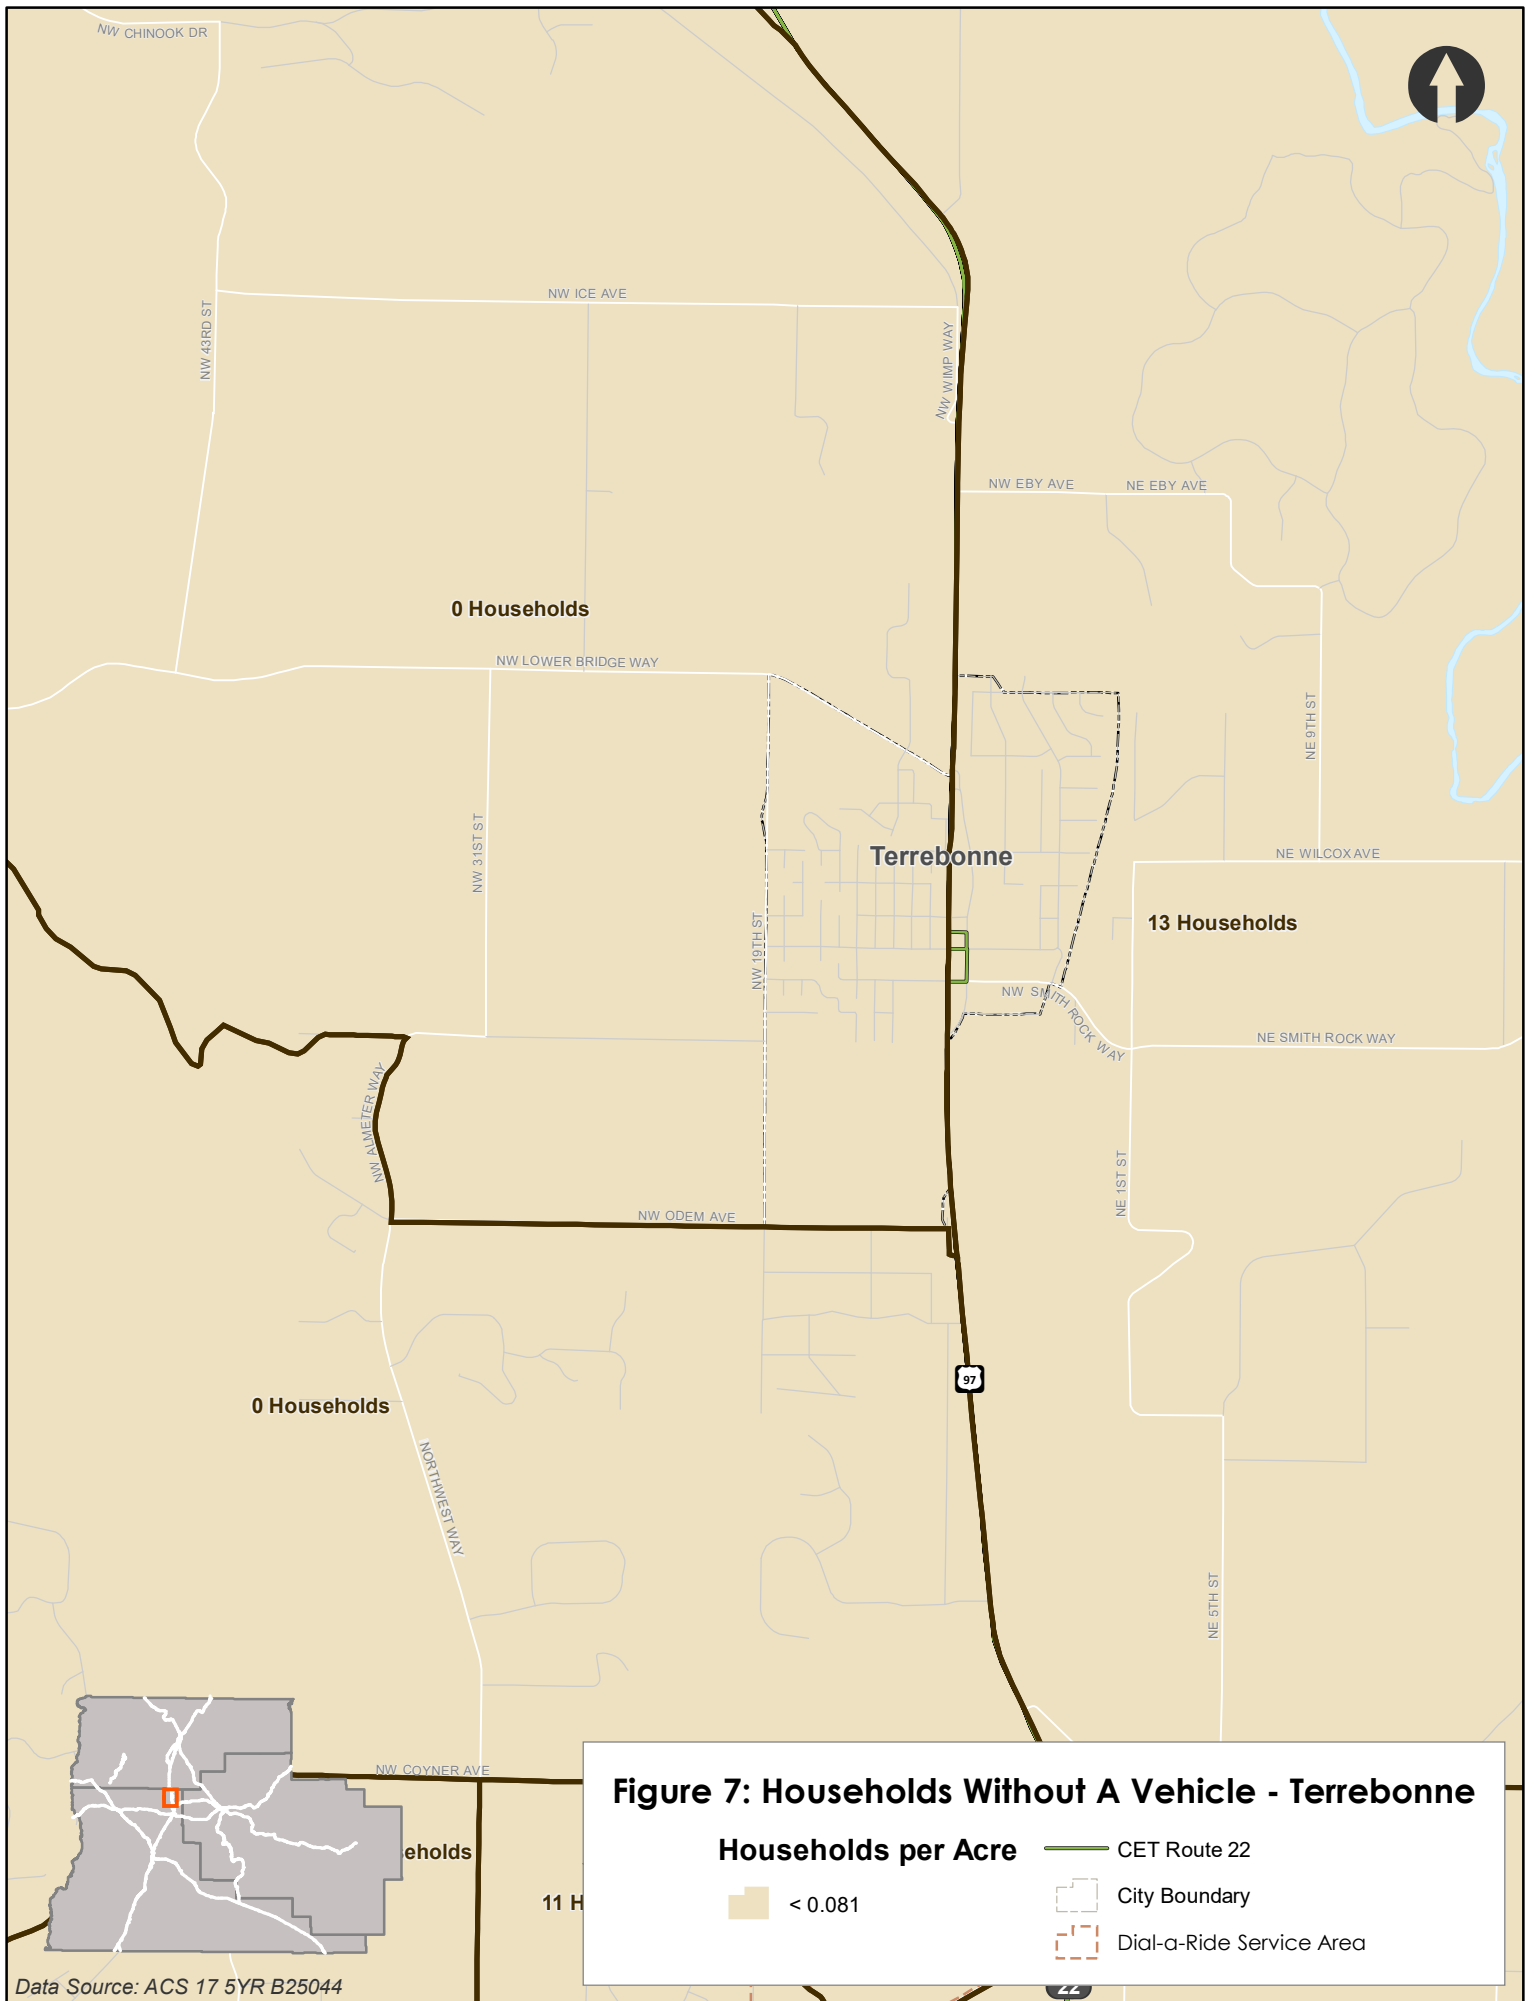 NW CHINOOK DR
NW ICE AVE
NW 43RD ST
NW WIMP WAY
NW EBY AVE
NE EBY AVE
0 Households
NW LOWER BRIDGE WAY
NE 9TH ST
NW 31ST ST
Terrebonne
NE WILCOX AVE
13 Households
NW 19TH ST
NW SMITH ROCK WAY
NE SMITH ROCK WAY
NW ALMETER WAY
NE 1ST ST
NW ODEM AVE
97
0 Households
NORTHWEST WAY
NE 5TH ST
NW COYNER AVE
Figure 7: Households Without A Vehicle - Terrebonne
Households per Acre
CET Route 22
eholds
City Boundary
11 H
< 0.081
Dial-a-Ride Service Area
Data Source: ACS 17 5YR B25044
22